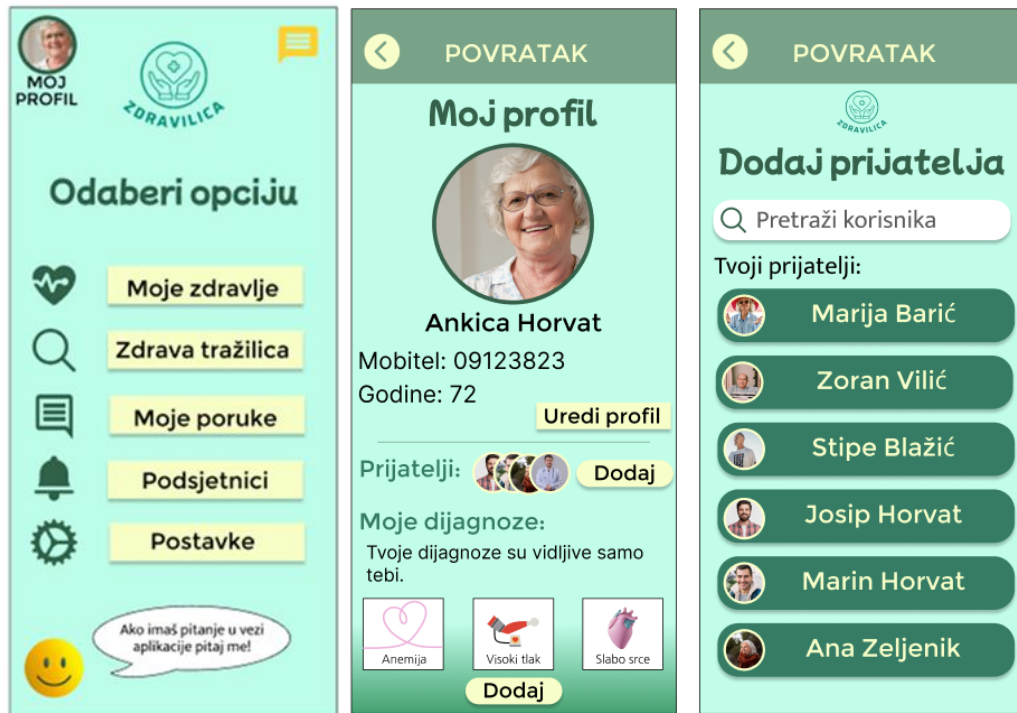 MOJ
PROFIL
ZDRAVILICA
Odaberi opciju
Moje zdravlje
Zdrava tražilica
Moje poruke
Podsjetnici
Postavke
Ako imaš pitanje u vezi
aplikacije pitaj me!
POVRATAK
Moj profil
Ankica Horvat
Mobitel: 09123823
Godine: 72
Uredi profil
Prijatelji:
Dodaj
Moje dijagnoze:
Tvoje dijagnoze su vidljive samo
tebi.
Anemija
Visoki tlak
Slabo srce
Dodaj
POVRATAK
ZDRAVILICA
Dodaj prijatelja
Pretraži korisnika
Tvoji prijatelji:
Marija Barić
Zoran Vilić
Stipe Blažić
Josip Horvat
Marin Horvat
Ana Zeljenik